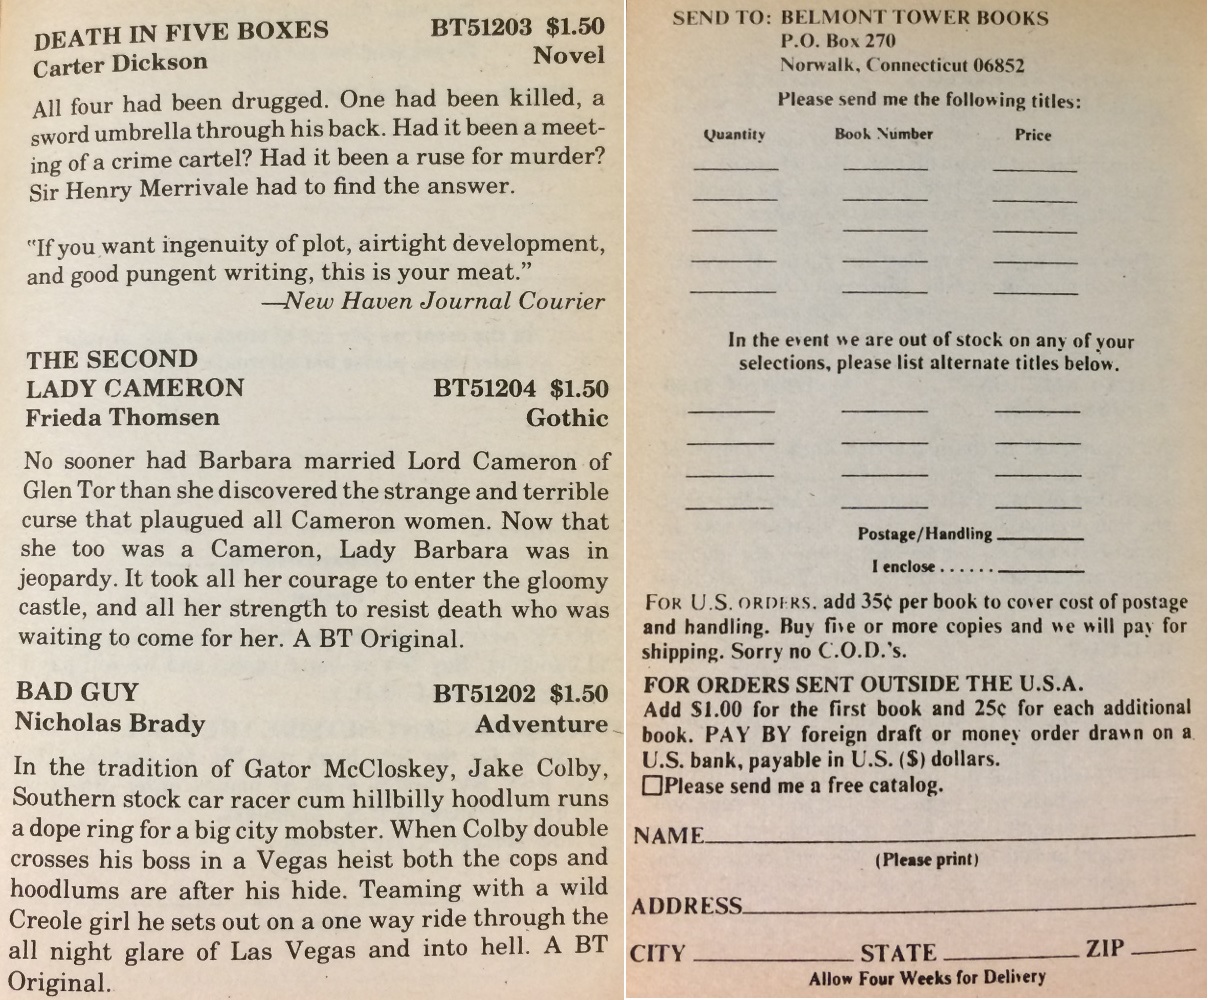 DEATH IN FIVE BOXES BT51203 $1.50
Carter Dickson Novel
All four had been drugged. One had been killed, a
sword umbrella through his back. Had it been a meet-
ing of a crime cartel? Had it been a ruse for murder?
Sir Henry Merrivale had to find the answer.
"If you want ingenuity of plot, airtight development,
and good pungent writing, this is your meat."
—New Haven Journal Courier
THE SECOND
LADY CAMERON BT51204 $1.50
Frieda Thomsen Gothic
No sooner had Barbara married Lord Cameron of
Glen Tor than she discovered the strange and terrible
curse that plaugued all Cameron women. Now that
she too was a Cameron, Lady Barbara was in
jeopardy. It took all her courage to enter the gloomy
castle, and all her strength to resist death who was
waiting to come for her. A BT Original.
BAD GUY BT51202 $1.50
Nicholas Brady Adventure
In the tradition of Gator McCloskey, Jake Colby,
Southern stock car racer cum hillbilly hoodlum runs
a dope ring for a big city mobster. When Colby double
crosses his boss in a Vegas heist both the cops and
hoodlums are after his hide. Teaming with a wild
Creole girl he sets out on a one way ride through the
all night glare of Las Vegas and into hell. A BT
Original.
SEND TO: BELMONT TOWER BOOKS
P.O. Box 270
Norwalk, Connecticut 06852
Please send me the following titles:
Quantity Book Number Price
In the event we are out of stock on any of your
selections, please list alternate titles below.
Postage/Handling
I enclose . . . . . .
FOR U.S. ORDERS, add 35¢ per book to cover cost of postage
and handling. Buy five or more copies and we will pay for
shipping. Sorry no C.O.D.'s.
FOR ORDERS SENT OUTSIDE THE U.S.A.
Add $1.00 for the first book and 25¢ for each additional
book. PAY BY foreign draft or money order drawn on a
U.S. bank, payable in U.S. ($) dollars.
☐Please send me a free catalog.
NAME
(Please print)
ADDRESS
CITY STATE ZIP
Allow Four Weeks for Delivery